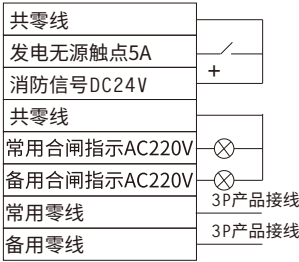 共零线
发电无源触点5A
消防信号DC24V
+
共零线
常用合闸指示AC220V
备用合闸指示AC220V
3P产品接线
常用零线
3P产品接线
备用零线